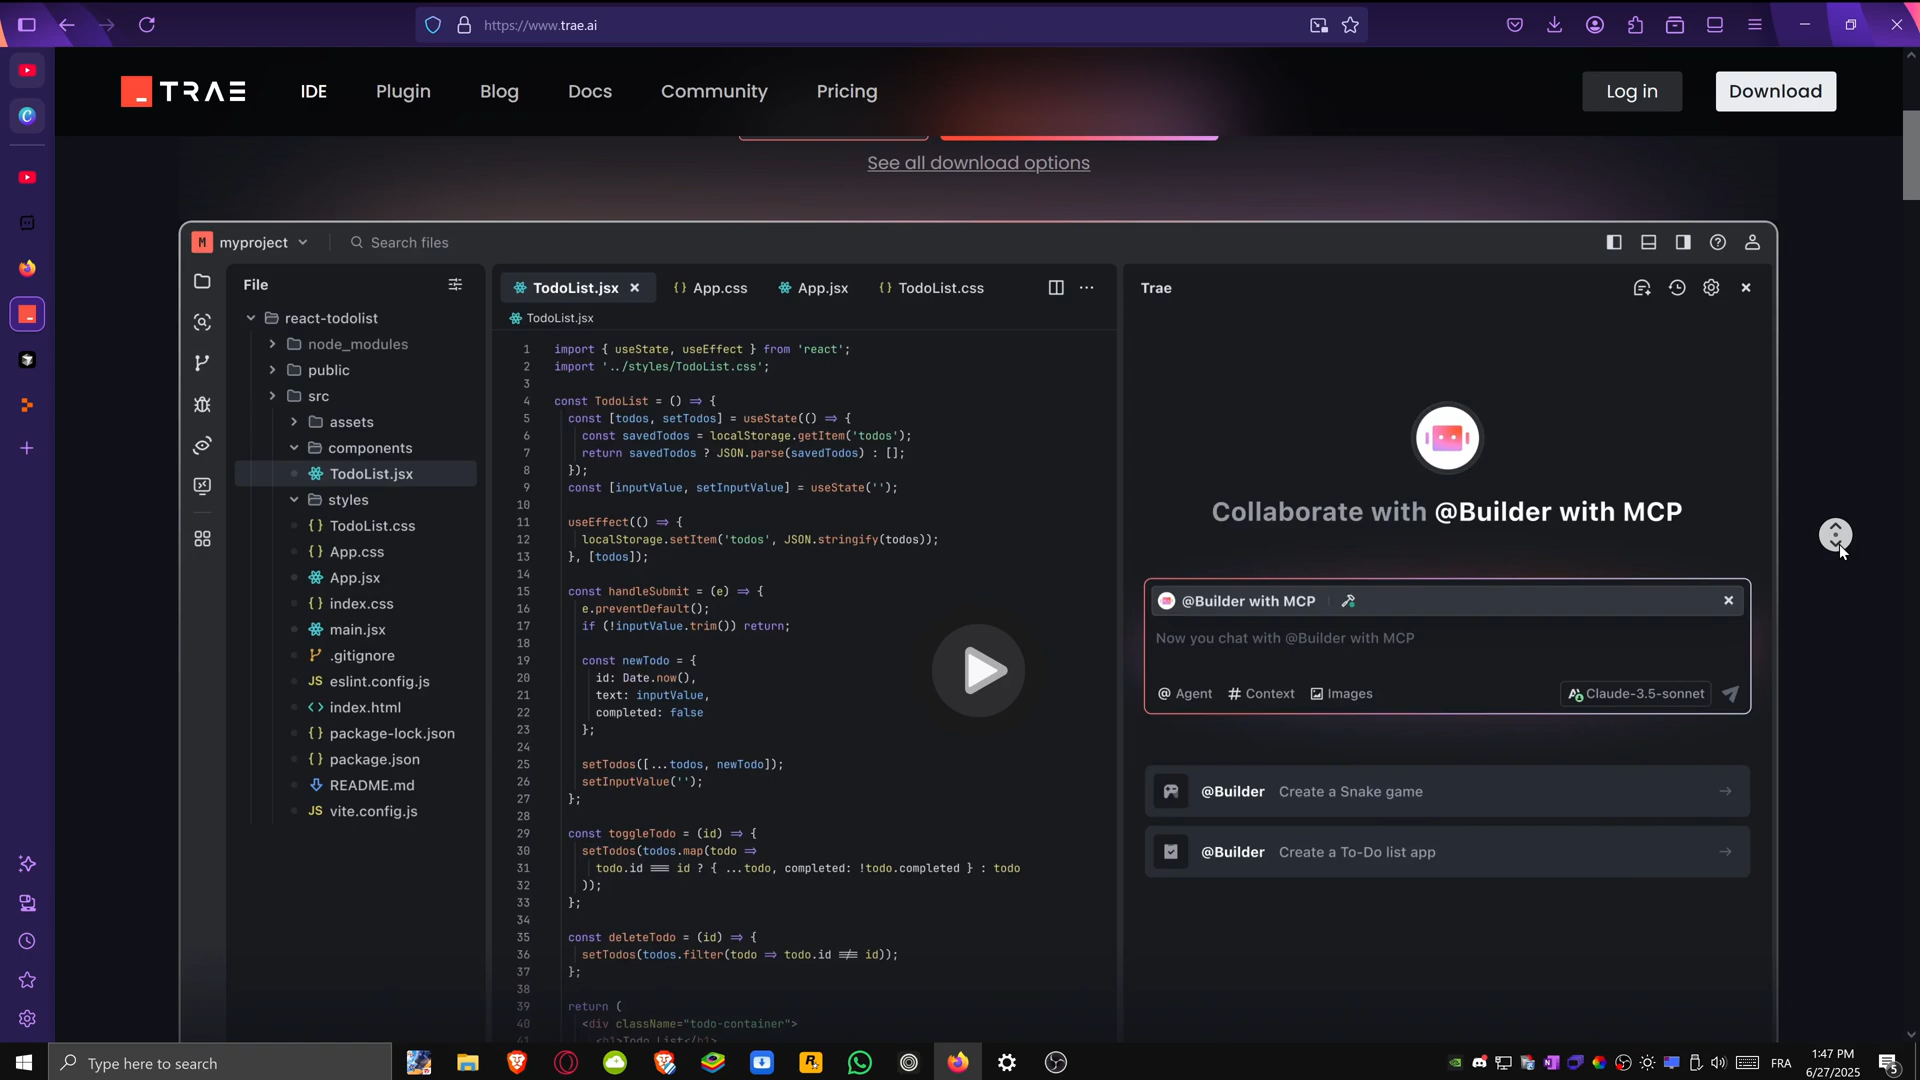 https://www.trae.ai
TRAE
IDE
Plugin
Blog
Docs
Community
Pricing
Log in
Download
See all download options
M myproject
Search files
File
react-todolist
node_modules
public
src
assets
components
TodoList.jsx
styles
{ } TodoList.css
{ } App.css
App.jsx
{ } index.css
main.jsx
.gitignore
JS eslint.config.js
<> index.html
{ } package-lock.json
{ } package.json
README.md
JS vite.config.js
TodoList.jsx
{ } App.css
App.jsx
{ } TodoList.css
TodoList.jsx
1 import { useState, useEffect } from 'react';
2 import '../styles/TodoList.css';
3
4 const TodoList = () => {
5 const [todos, setTodos] = useState(() => {
6 const savedTodos = localStorage.getItem('todos');
7 return savedTodos ? JSON.parse(savedTodos) : [];
8 });
9 const [inputValue, setInputValue] = useState('');
10
11 useEffect(() => {
12 localStorage.setItem('todos', JSON.stringify(todos));
13 }, [todos]);
14
15 const handleSubmit = (e) => {
16 e.preventDefault();
17 if (!inputValue.trim()) return;
18
19 const newTodo = {
20 id: Date.now(),
21 text: inputValue,
22 completed: false
23 };
24
25 setTodos([...todos, newTodo]);
26 setInputValue('');
27 };
28
29 const toggleTodo = (id) => {
30 setTodos(todos.map(todo =>
31 todo.id === id ? { ...todo, completed: !todo.completed } : todo
32 ));
33 };
34
35 const deleteTodo = (id) => {
36 setTodos(todos.filter(todo => todo.id !== id));
37 };
38
39 return (
40 <div className="todo-container">
41 <h1>Todo List</h1>
Trae
Collaborate with @Builder with MCP
@Builder with MCP
Now you chat with @Builder with MCP
@ Agent
# Context
Images
Claude-3.5-sonnet
@Builder Create a Snake game
@Builder Create a To-Do list app
Type here to search
FRA
1:47 PM
6/27/2025
5